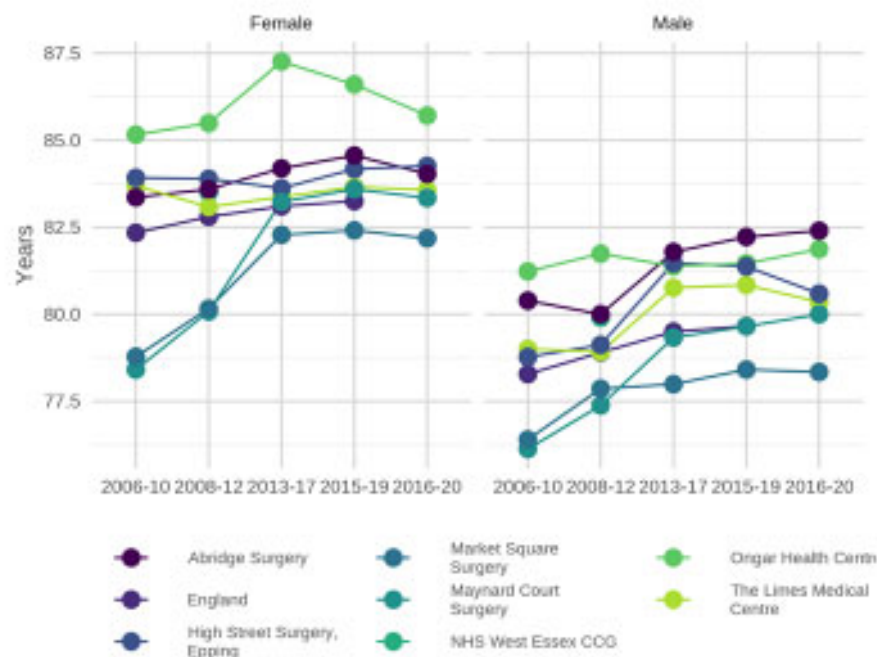 Female Male
87.5
85.0
82.5
80.0
77.5
Years
2006-10 2008-12 2013-17 2015-19 2016-20 2006-10 2008-12 2013-17 2015-19 2016-20
Abridge Surgery
England
High Street Surgery,
Epping
Market Square
Surgery
Maynard Court
Surgery
NHS West Essex CCG
Ongar Health Centr
The Limes Medical
Centre